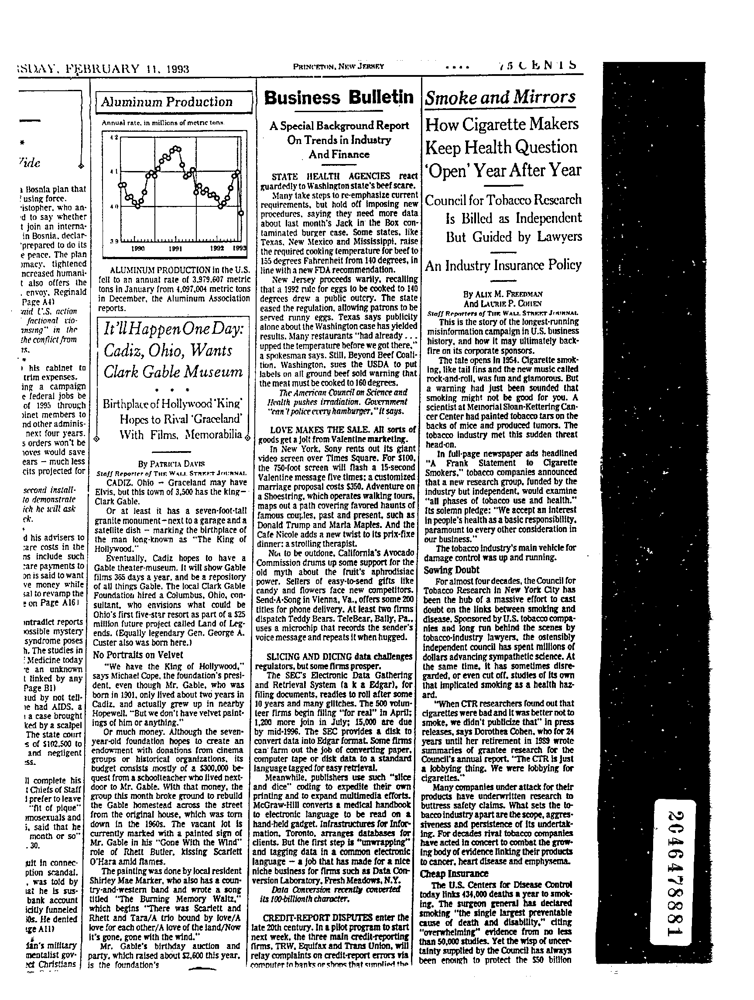 SDAY, FEBRUARY 11, 1993
PRINCETON, NEW JERSEY
75 CENTS
Vide
a Bosnia plan that
using force.
istopher, who an-
d to say whether
t join an interna-
in Bosnia, declar-
prepared to do its
e peace. The plan
omacy, tightened
ncreased humani-
t also offers the
, envoy, Reginald
Page A4)
said U.S. action
factional vio-
nsing" in the
the conflict from
rs.
his cabinet to
trim expenses.
ing a campaign
e federal jobs be
of 1995 through
binet members to
nd other adminis-
next four years.
s orders won't be
noves would save
ears — much less
cits projected for
second install-
to demonstrate
ich he will ask
ck.
d his advisers to
are costs in the
ns include such
are payments to
on is said to want
ve money while
sal to revamp the
e on Page A16)
ntradict reports
ossible mystery
syndrome poses
h. The studies in
Medicine today
e an unknown
t linked by any
Page B1)
aud by not tell-
he had AIDS, a
a case brought
ked by a scalpel
The state court
s of $102,500 to
and negligent
ess.
ll complete his
t Chiefs of Staff
I prefer to leave
"fit of pique"
mosexuals and
i, said that he
month or so"
. 30.
uit in connec-
ption scandal.
, was told by
at he is sus-
bank account
icitly funneled
80s. He denied
age A11)
an's military
mentalist gov-
ct Christians
Aluminum Production
Annual rate, in millions of metric tons
4.2
4.1
4.0
3.9
1990 1991 1992 1993
ALUMINUM PRODUCTION in the U.S.
fell to an annual rate of 3,979,607 metric
tons in January from 4,097,004 metric tons
in December, the Aluminum Association
reports.
It'll Happen One Day:
Cadiz, Ohio, Wants
Clark Gable Museum
* * *
Birthplace of Hollywood 'King'
Hopes to Rival 'Graceland'
With Films, Memorabilia
By PATRICIA DAVIS
Staff Reporter of THE WALL STREET JOURNAL
CADIZ, Ohio — Graceland may have
Elvis, but this town of 3,500 has the king—
Clark Gable.
Or at least it has a seven-foot-tall
granite monument—next to a garage and a
satellite dish — marking the birthplace of
the man long-known as "The King of
Hollywood."
Eventually, Cadiz hopes to have a
Gable theater-museum. It will show Gable
films 365 days a year, and be a repository
of all things Gable. The local Clark Gable
Foundation hired a Columbus, Ohio, con-
sultant, who envisions what could be
Ohio's first five-star resort as part of a $25
million future project called Land of Leg-
ends. (Equally legendary Gen. George A.
Custer also was born here.)
No Portraits on Velvet
"We have the King of Hollywood,"
says Michael Cope, the foundation's presi-
dent, even though Mr. Gable, who was
born in 1901, only lived about two years in
Cadiz, and actually grew up in nearby
Hopewell. "But we don't have velvet paint-
ings of him or anything."
Or much money. Although the seven-
year-old foundation hopes to create an
endowment with donations from cinema
groups or historical organizations, its
budget consists mostly of a $300,000 be-
quest from a schoolteacher who lived next-
door to Mr. Gable. With that money, the
group this month broke ground to rebuild
the Gable homestead across the street
from the original house, which was torn
down in the 1960s. The vacant lot is
currently marked with a painted sign of
Mr. Gable in his "Gone With the Wind"
role of Rhett Butler, kissing Scarlett
O'Hara amid flames.
The painting was done by local resident
Shirley Mae Marker, who also has a coun-
try-and-western band and wrote a song
titled "The Burning Memory Waltz,"
which begins "There was Scarlett and
Rhett and Tara/A trio bound by love/A
love for each other/A love of the land/Now
it's gone, gone with the wind."
Mr. Gable's birthday auction and
party, which raised about $2,600 this year,
is the foundation's
Business Bulletin
A Special Background Report
On Trends in Industry
And Finance
STATE HEALTH AGENCIES react
guardedly to Washington state's beef scare.
Many take steps to re-emphasize current
requirements, but hold off imposing new
procedures, saying they need more data
about last month's Jack in the Box con-
taminated burger case. Some states, like
Texas, New Mexico and Mississippi, raise
the required cooking temperature for beef to
155 degrees Fahrenheit from 140 degrees, in
line with a new FDA recommendation.
New Jersey proceeds warily, recalling
that a 1992 rule for eggs to be cooked to 140
degrees drew a public outcry. The state
eased the regulation, allowing patrons to be
served runny eggs. Texas says publicity
alone about the Washington case has yielded
results. Many restaurants "had already . . .
upped the temperature before we got there,"
a spokesman says. Still, Beyond Beef Coali-
tion, Washington, sues the USDA to put
labels on all ground beef sold warning that
the meat must be cooked to 160 degrees.
The American Council on Science and
Health pushes irradiation. Government
"can't police every hamburger," it says.
LOVE MAKES THE SALE. All sorts of
goods get a jolt from Valentine marketing.
In New York, Sony rents out its giant
video screen over Times Square. For $100,
the 750-foot screen will flash a 15-second
Valentine message five times; a customized
marriage proposal costs $350. Adventure on
a Shoestring, which operates walking tours,
maps out a path covering favored haunts of
famous couples, past and present, such as
Donald Trump and Marla Maples. And the
Cafe Nicole adds a new twist to its prix-fixe
dinner: a strolling therapist.
Not to be outdone, California's Avocado
Commission drums up some support for the
old myth about the fruit's aphrodisiac
power. Sellers of easy-to-send gifts like
candy and flowers face new competitors.
Send-A-Song in Vienna, Va., offers some 200
titles for phone delivery. At least two firms
dispatch Teddy Bears. TeleBear, Bally, Pa.,
uses a microchip that records the sender's
voice message and repeats it when hugged.
SLICING AND DICING data challenges
regulators, but some firms prosper.
The SEC's Electronic Data Gathering
and Retrieval System (a k a Edgar), for
filing documents, readies to roll after some
10 years and many glitches. The 500 volun-
teer firms begin filing "for real" in April;
1,200 more join in July; 15,000 are due
by mid-1996. The SEC provides a disk to
convert data into Edgar format. Some firms
can farm out the job of converting paper,
computer tape or disk data to a standard
language tagged for easy retrieval.
Meanwhile, publishers use such "slice
and dice" coding to expedite their own
printing and to expand multimedia efforts.
McGraw-Hill converts a medical handbook
to electronic language to be read on a
hand-held gadget. Infrastructures for Infor-
mation, Toronto, arranges databases for
clients. But the first step is "unwrapping"
and tagging data in a common electronic
language — a job that has made for a nice
niche business for firms such as Data Con-
version Laboratory, Fresh Meadows, N.Y.
Data Conversion recently converted
its 100-billionth character.
CREDIT-REPORT DISPUTES enter the
late 20th century. In a pilot program to start
next week, the three main credit-reporting
firms, TRW, Equifax and Trans Union, will
relay complaints on credit-report errors via
computer to banks or shops that supplied the
Smoke and Mirrors
How Cigarette Makers
Keep Health Question
'Open' Year After Year
Council for Tobacco Research
Is Billed as Independent
But Guided by Lawyers
An Industry Insurance Policy
By ALIX M. FREEDMAN
And LAURIE P. COHEN
Staff Reporters of THE WALL STREET JOURNAL
This is the story of the longest-running
misinformation campaign in U.S. business
history, and how it may ultimately back-
fire on its corporate sponsors.
The tale opens in 1954. Cigarette smok-
ing, like tail fins and the new music called
rock-and-roll, was fun and glamorous. But
a warning had just been sounded that
smoking might not be good for you. A
scientist at Memorial Sloan-Kettering Can-
cer Center had painted tobacco tars on the
backs of mice and produced tumors. The
tobacco industry met this sudden threat
head-on.
In full-page newspaper ads headlined
"A Frank Statement to Cigarette
Smokers," tobacco companies announced
that a new research group, funded by the
industry but independent, would examine
"all phases of tobacco use and health."
Its solemn pledge: "We accept an interest
in people's health as a basic responsibility,
paramount to every other consideration in
our business."
The tobacco industry's main vehicle for
damage control was up and running.
Sowing Doubt
For almost four decades, the Council for
Tobacco Research in New York City has
been the hub of a massive effort to cast
doubt on the links between smoking and
disease. Sponsored by U.S. tobacco compa-
nies and long run behind the scenes by
tobacco-industry lawyers, the ostensibly
independent council has spent millions of
dollars advancing sympathetic science. At
the same time, it has sometimes disre-
garded, or even cut off, studies of its own
that implicated smoking as a health haz-
ard.
"When CTR researchers found out that
cigarettes were bad and it was better not to
smoke, we didn't publicize that" in press
releases, says Dorothea Cohen, who for 24
years until her retirement in 1989 wrote
summaries of grantee research for the
Council's annual report. "The CTR is just
a lobbying thing. We were lobbying for
cigarettes."
Many companies under attack for their
products have underwritten research to
buttress safety claims. What sets the to-
bacco industry apart are the scope, aggres-
siveness and persistence of its undertak-
ing. For decades rival tobacco companies
have acted in concert to combat the grow-
ing body of evidence linking their products
to cancer, heart disease and emphysema.
Cheap Insurance
The U.S. Centers for Disease Control
today links 434,000 deaths a year to smok-
ing. The surgeon general has declared
smoking "the single largest preventable
cause of death and disability," citing
"overwhelming" evidence from no less
than 50,000 studies. Yet the wisp of uncer-
tainty supplied by the Council has always
been enough to protect the $50 billion
2046478881